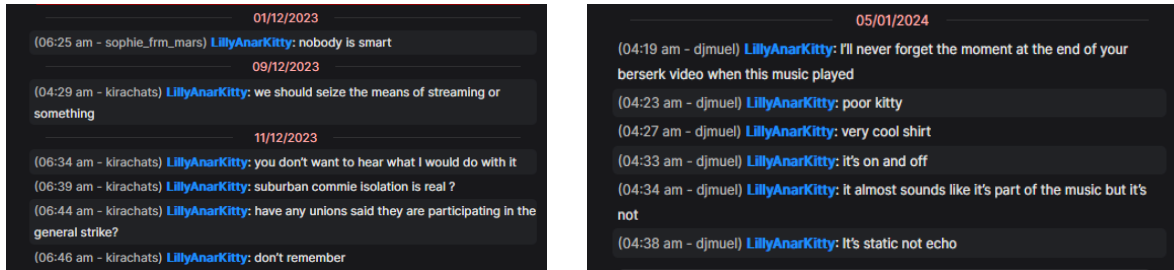 01/12/2023
(06:25 am - sophie_frm_mars) LillyAnarKitty: nobody is smart
09/12/2023
(04:29 am - kirachats) LillyAnarKitty: we should seize the means of streaming or
something
11/12/2023
(06:34 am - kirachats) LillyAnarKitty: you don't want to hear what I would do with it
(06:39 am - kirachats) LillyAnarKitty: suburban commie isolation is real ?
(06:44 am - kirachats) LillyAnarKitty: have any unions said they are participating in the
general strike?
(06:46 am - kirachats) LillyAnarKitty: don't remember
05/01/2024
(04:19 am - djmuel) LillyAnarKitty: I'll never forget the moment at the end of your
berserk video when this music played
(04:23 am - djmuel) LillyAnarKitty: poor kitty
(04:27 am - djmuel) LillyAnarKitty: very cool shirt
(04:33 am - djmuel) LillyAnarKitty: it's on and off
(04:34 am - djmuel) LillyAnarKitty: it almost sounds like it's part of the music but it's
not
(04:38 am - djmuel) LillyAnarKitty: It's static not echo